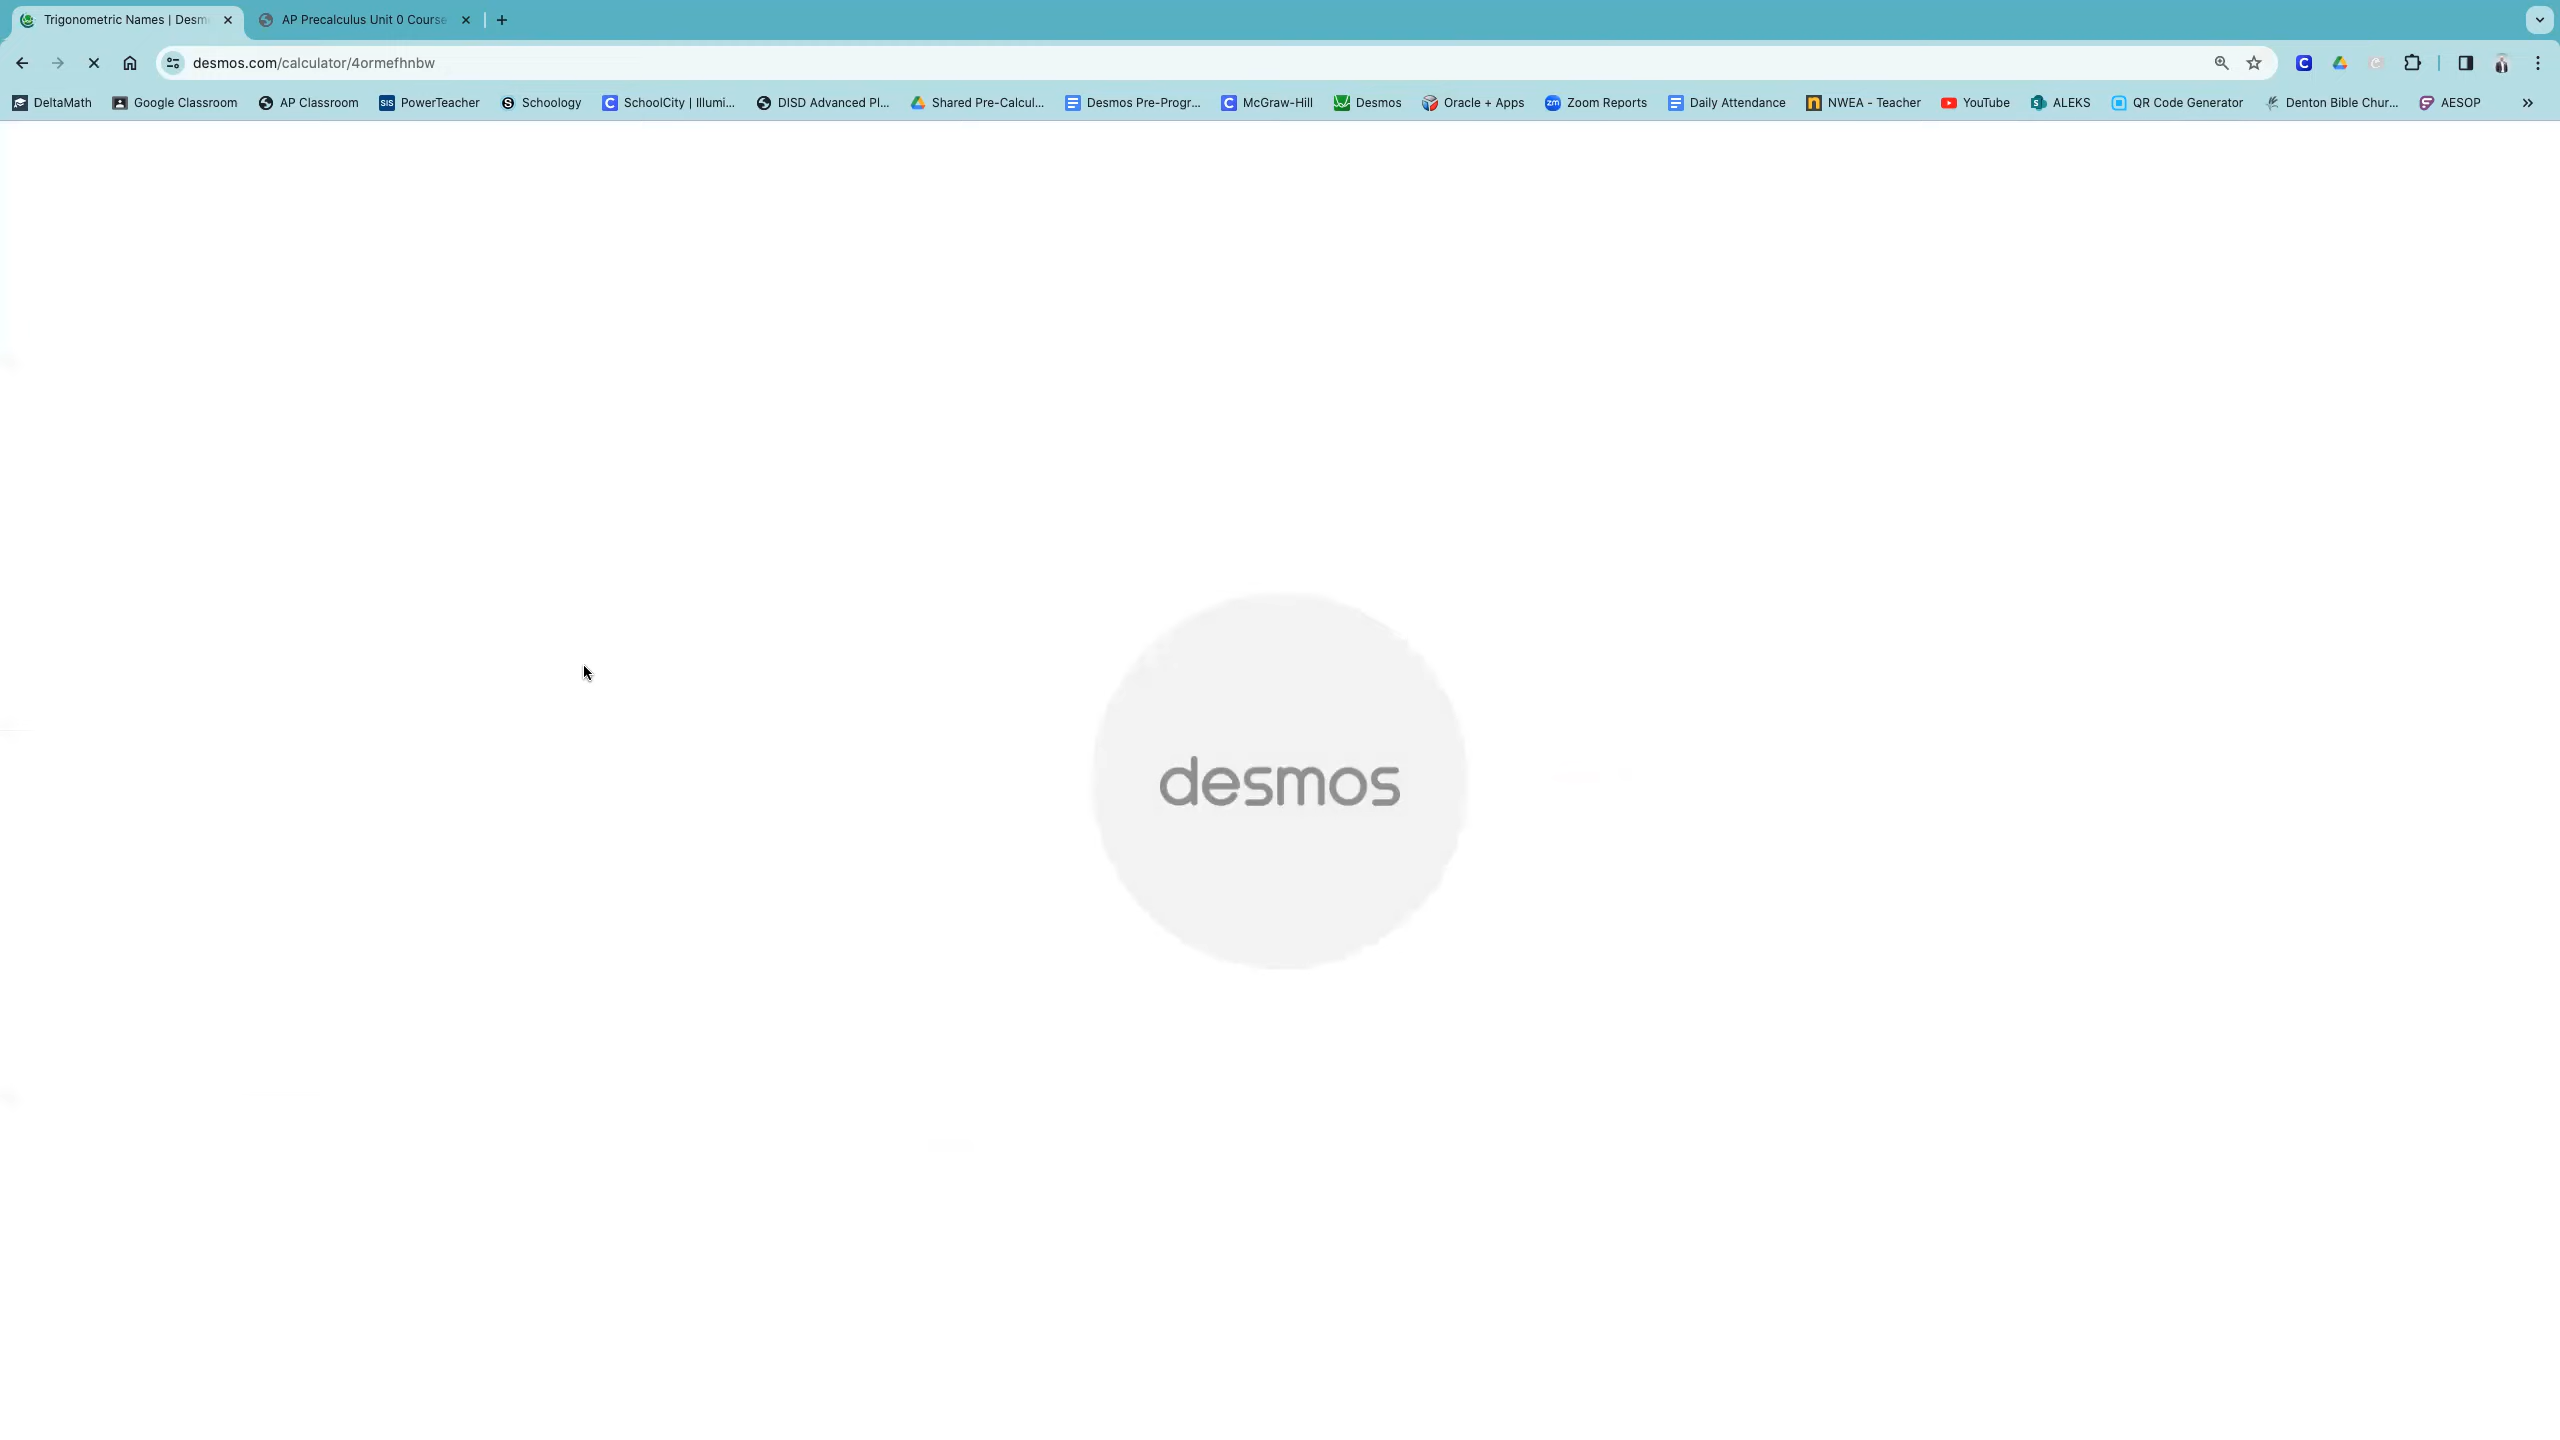 Trigonometric Names | Desm
AP Precalculus Unit 0 Course
desmos.com/calculator/4ormefhnbw
DeltaMath Google Classroom AP Classroom SIS PowerTeacher S Schoology C SchoolCity | Illumi... DISD Advanced Pl... Shared Pre-Calcul... Desmos Pre-Progr... C McGraw-Hill Desmos Oracle + Apps zm Zoom Reports Daily Attendance NWEA - Teacher YouTube ALEKS QR Code Generator Denton Bible Chur... AESOP
desmos